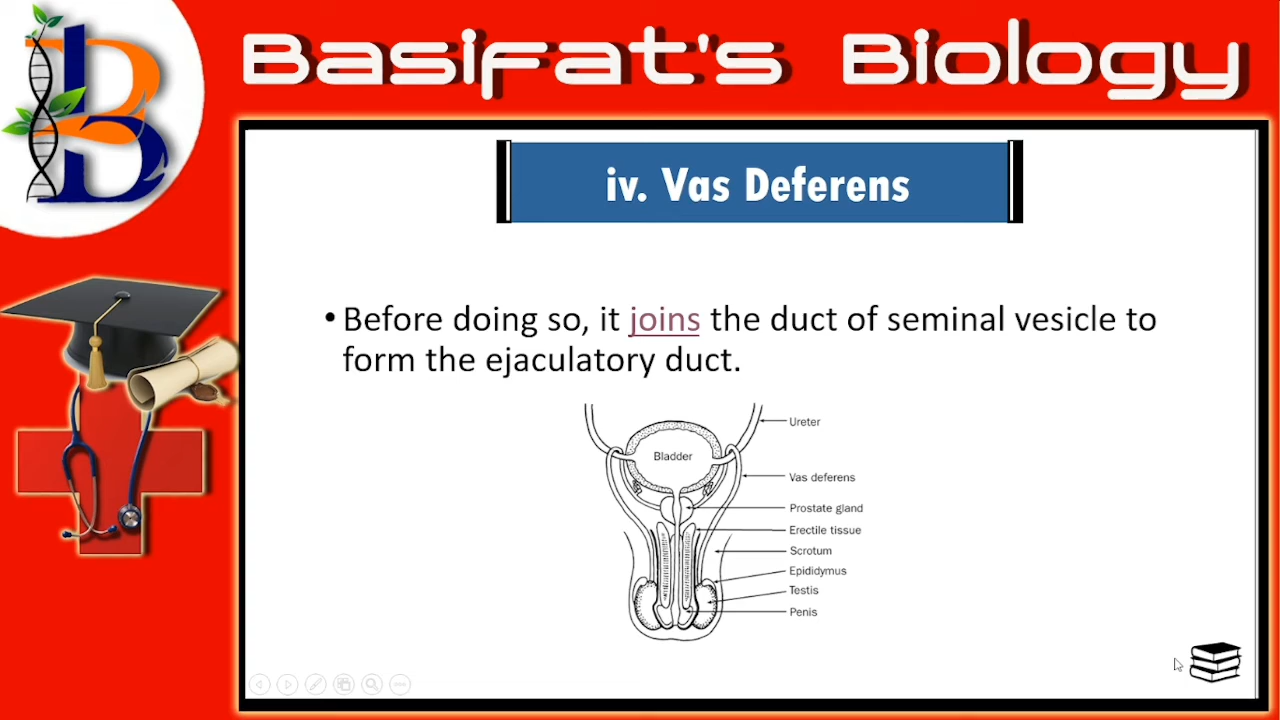 Basifat's Biology
iv. Vas Deferens
• Before doing so, it joins the duct of seminal vesicle to
form the ejaculatory duct.
Ureter
Bladder
Vas deferens
Prostate gland
Erectile tissue
Scrotum
Epididymus
Testis
Penis